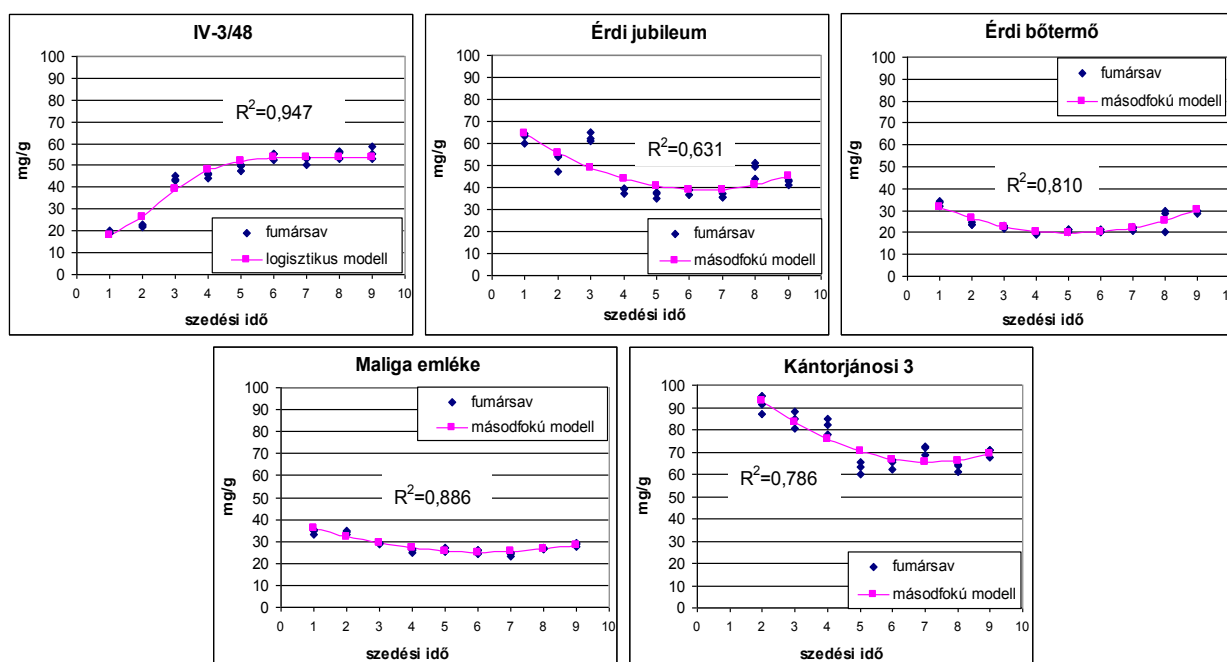 IV-3/48
mg/g
100
90
80
70
60
50
40
30
20
10
0
R²=0,947
fumársav
logisztikus modell
0 1 2 3 4 5 6 7 8 9 10
szedési idő
Érdi jubileum
mg/g
100
90
80
70
60
50
40
30
20
10
0
R²=0,631
fumársav
másodfokú modell
0 1 2 3 4 5 6 7 8 9 10
szedési idő
Érdi bőtermő
mg/g
100
90
80
70
60
50
40
30
20
10
0
fumársav
másodfokú modell
R²=0,810
0 1 2 3 4 5 6 7 8 9 1
szedési idő
Maliga emléke
mg/g
100
90
80
70
60
50
40
30
20
10
0
fumársav
másodfokú modell
R²=0,886
0 1 2 3 4 5 6 7 8 9 10
szedési idő
Kántorjánosi 3
mg/g
100
90
80
70
60
50
40
30
20
10
0
R²=0,786
fumársav
másodfokú modell
0 1 2 3 4 5 6 7 8 9 10
szedési idő